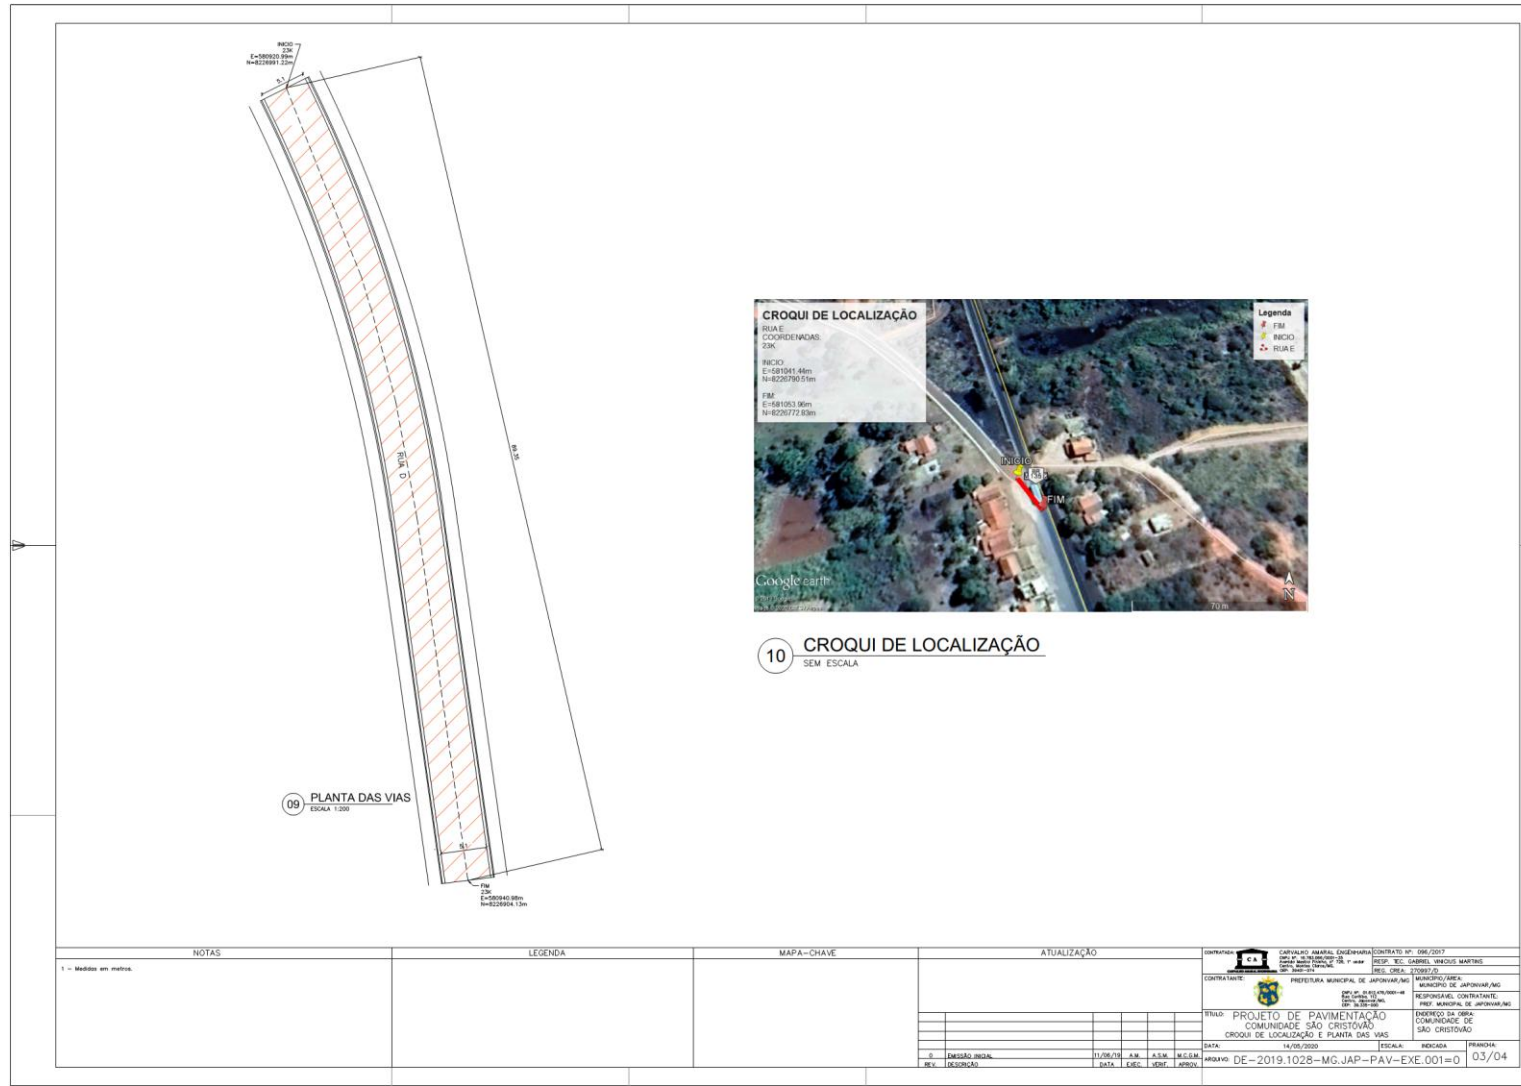 INICIO
23K
E=580920.99m
N=8226991.22m
5.1
89.35
RUA D
5.1
FIM
23K
E=580940.98m
N=8226904.13m
09
PLANTA DAS VIAS
ESCALA 1:200
CROQUI DE LOCALIZAÇÃO
RUA E
COORDENADAS:
23K
INICIO:
E=581041.44m
N=8226790.51m
FIM:
E=581053.96m
N=8226772.83m
Legenda
FIM
INICIO
RUA E
INICIO
FIM
Google earth
70 m
N
10
CROQUI DE LOCALIZAÇÃO
SEM ESCALA
NOTAS
1 - Medidas em metros.
LEGENDA
MAPA-CHAVE
ATUALIZAÇÃO
0 EMISSÃO INICIAL 11/06/19 A.M. A.S.M. M.C.G.M.
REV. DESCRIÇÃO DATA EXEC. VERIF. APROV.
CONTRATADA:
CA
CARVALHO AMARAL ENGENHARIA
CONTRATO Nº: 096/2017
RESP. TEC. GABRIEL VINICIUS MARTINS
REG. CREA: 270997/D
CONTRATANTE:
PREFEITURA MUNICIPAL DE JAPONVAR/MG
MUNICÍPIO/ÁREA:
MUNICÍPIO DE JAPONVAR/MG
RESPONSÁVEL CONTRATANTE:
PREF. MUNICIPAL DE JAPONVAR/MG
TÍTULO: PROJETO DE PAVIMENTAÇÃO
COMUNIDADE SÃO CRISTÓVÃO
CROQUI DE LOCALIZAÇÃO E PLANTA DAS VIAS
ENDEREÇO DA OBRA:
COMUNIDADE DE
SÃO CRISTÓVÃO
DATA: 14/05/2020
ESCALA: INDICADA
PRANCHA:
03/04
ARQUIVO: DE-2019.1028-MG.JAP-PAV-EXE.001=0